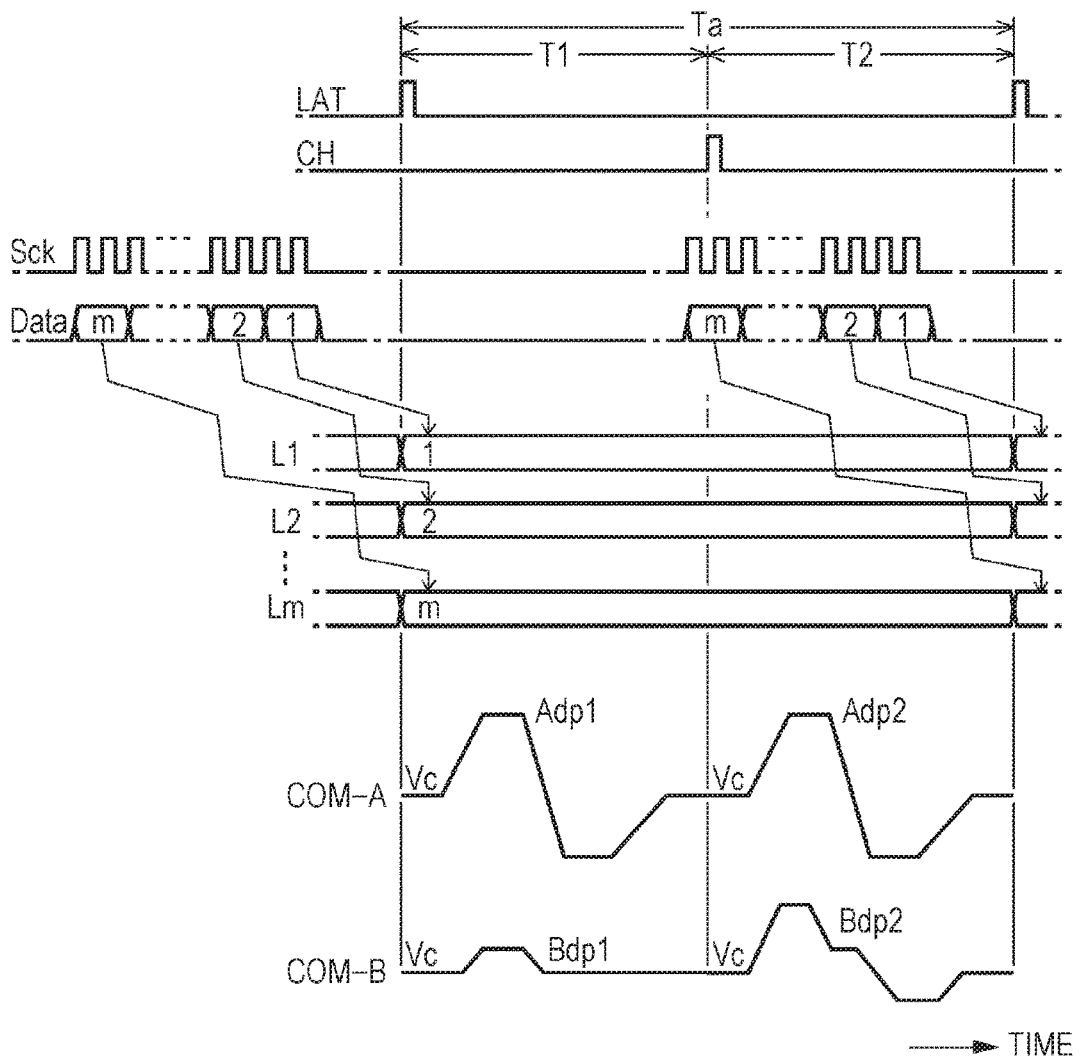 Ta
T1 T2
LAT
CH
Sck
Data m 2 1 m 2 1
L1 1
L2 2
Lm m
Adp1 Adp2
Vc Vc
COM-A
Bdp2
Vc Bdp1 Vc
COM-B
TIME